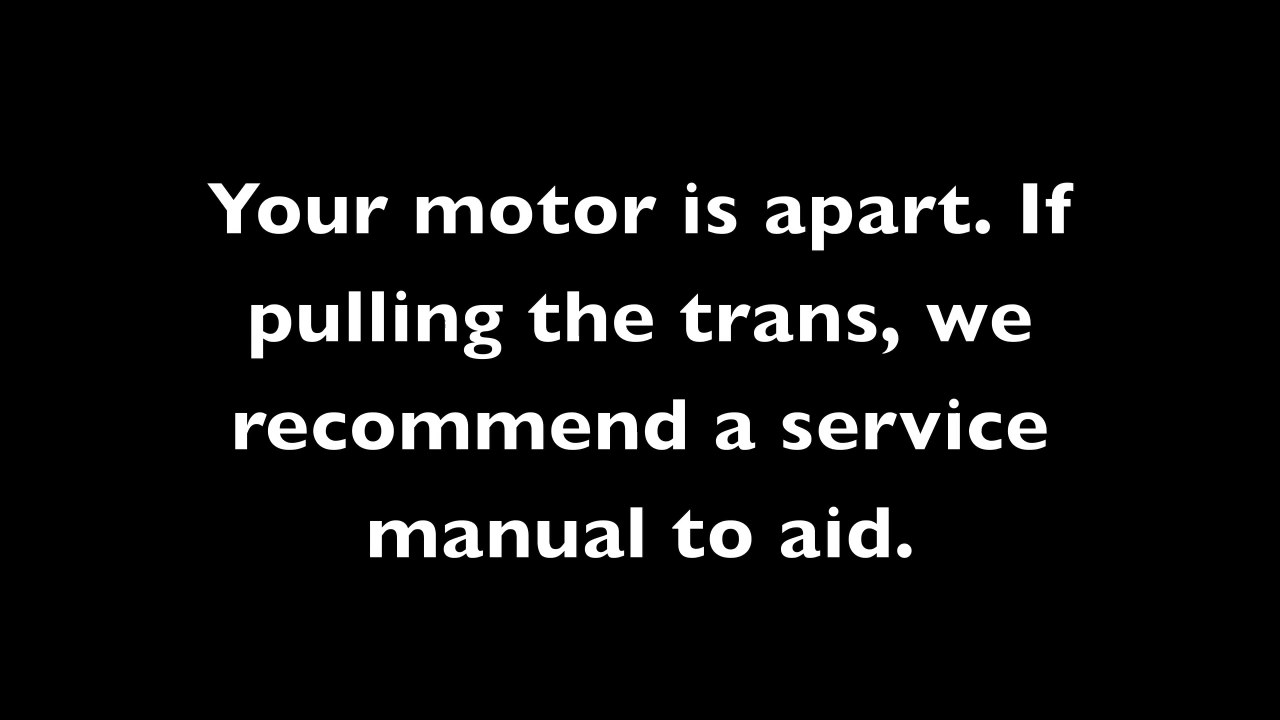 Your motor is apart. If
pulling the trans, we
recommend a service
manual to aid.